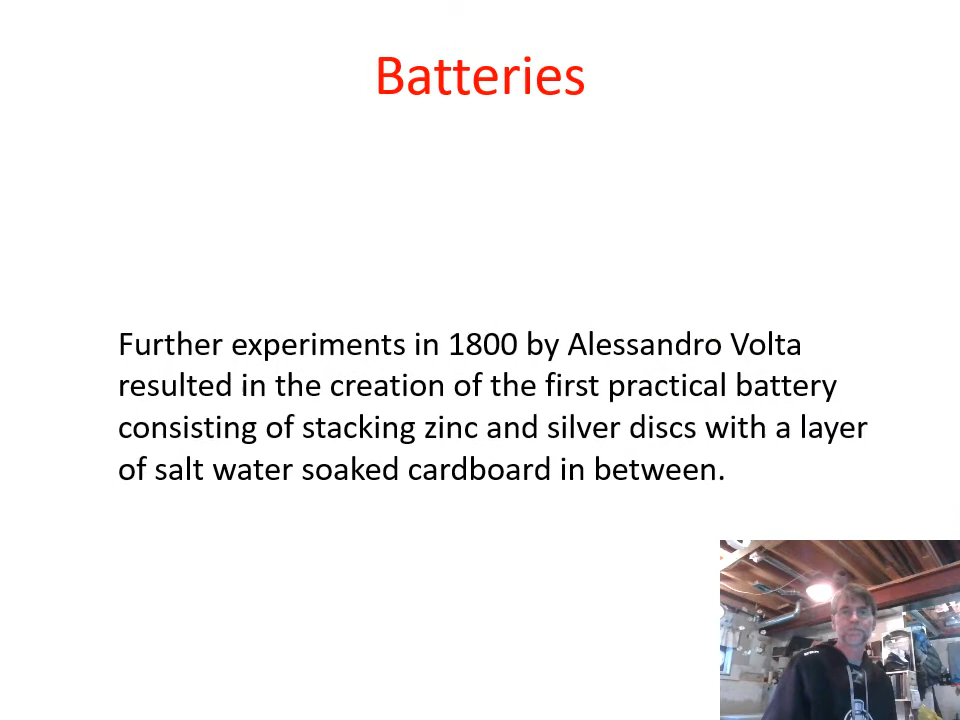 Batteries
Further experiments in 1800 by Alessandro Volta
resulted in the creation of the first practical battery
consisting of stacking zinc and silver discs with a layer
of salt water soaked cardboard in between.